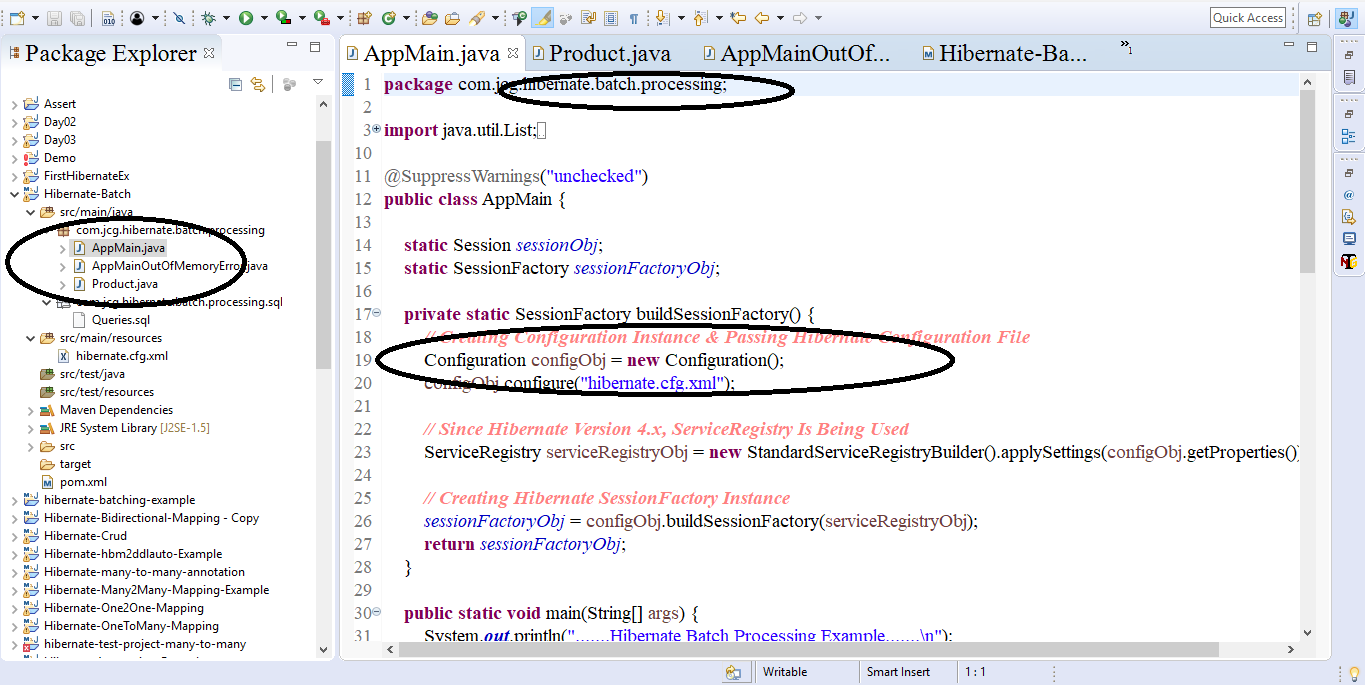 Quick Access
Package Explorer
Assert
Day02
Day03
Demo
FirstHibernateEx
Hibernate-Batch
src/main/java
com.jcg.hibernate.batch.processing
AppMain.java
AppMainOutOfMemoryError.java
Product.java
com.jcg.hibernate.batch.processing.sql
Queries.sql
src/main/resources
hibernate.cfg.xml
src/test/java
src/test/resources
Maven Dependencies
JRE System Library [J2SE-1.5]
src
target
pom.xml
hibernate-batching-example
Hibernate-Bidirectional-Mapping - Copy
Hibernate-Crud
Hibernate-hbm2ddlauto-Example
Hibernate-many-to-many-annotation
Hibernate-Many2Many-Mapping-Example
Hibernate-One2One-Mapping
Hibernate-OneToMany-Mapping
hibernate-test-project-many-to-many
AppMain.java Product.java AppMainOutOf... Hibernate-Ba... »1
1 package com.jcg.hibernate.batch.processing;
2
3 import java.util.List;
10
11 @SuppressWarnings("unchecked")
12 public class AppMain {
13
14 static Session sessionObj;
15 static SessionFactory sessionFactoryObj;
16
17 private static SessionFactory buildSessionFactory() {
18 // Creating Configuration Instance & Passing Hibernate Configuration File
19 Configuration configObj = new Configuration();
20 configObj.configure("hibernate.cfg.xml");
21
22 // Since Hibernate Version 4.x, ServiceRegistry Is Being Used
23 ServiceRegistry serviceRegistryObj = new StandardServiceRegistryBuilder().applySettings(configObj.getProperties())
24
25 // Creating Hibernate SessionFactory Instance
26 sessionFactoryObj = configObj.buildSessionFactory(serviceRegistryObj);
27 return sessionFactoryObj;
28 }
29
30 public static void main(String[] args) {
31 System.out.println(".......Hibernate Batch Processing Example.......\n");
Writable Smart Insert 1 : 1